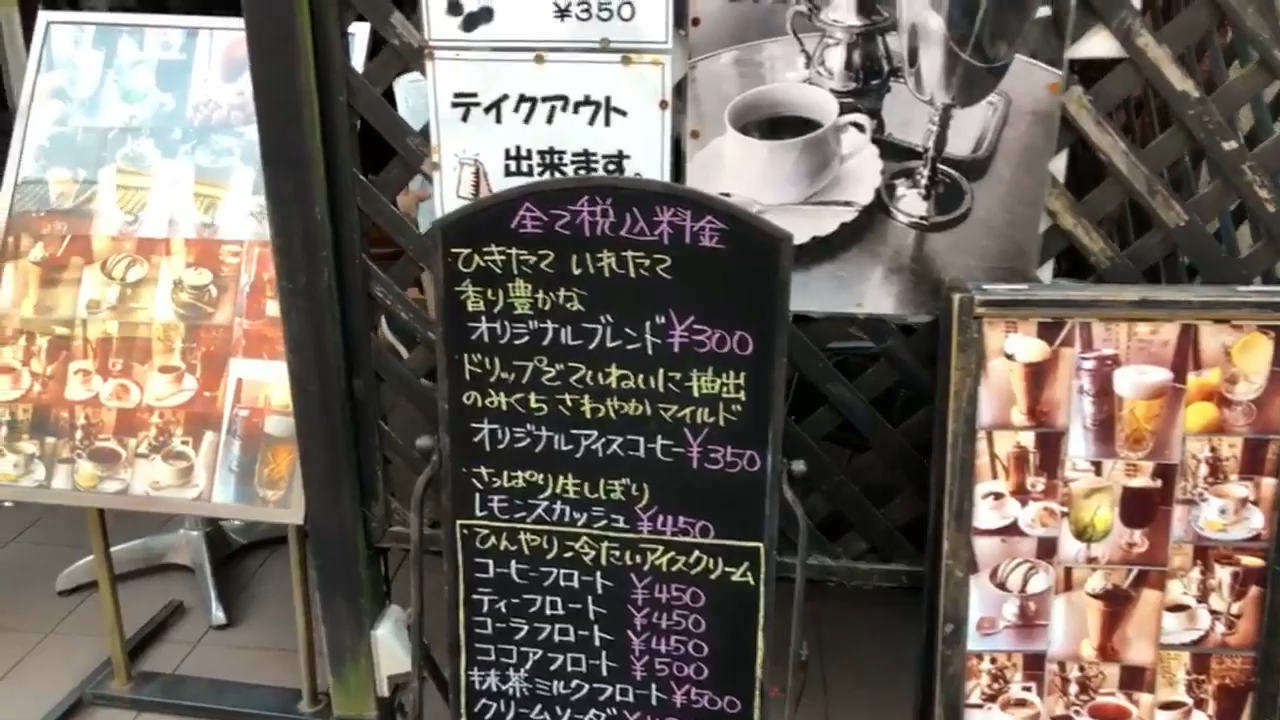 ¥350
テイクアウト
出来ます。
全て税込料金
ひきたて いれたて
香り豊かな
オリジナルブレンド ¥300
ドリップでていねいに抽出
のみくち さわやか マイルド
オリジナルアイスコーヒー ¥350
さっぱり生しぼり
レモンスカッシュ ¥450
ひんやり冷たいアイスクリーム
コーヒーフロート ¥450
ティーフロート ¥450
コーラフロート ¥450
ココアフロート ¥500
抹茶ミルクフロート ¥500
クリームソーダ